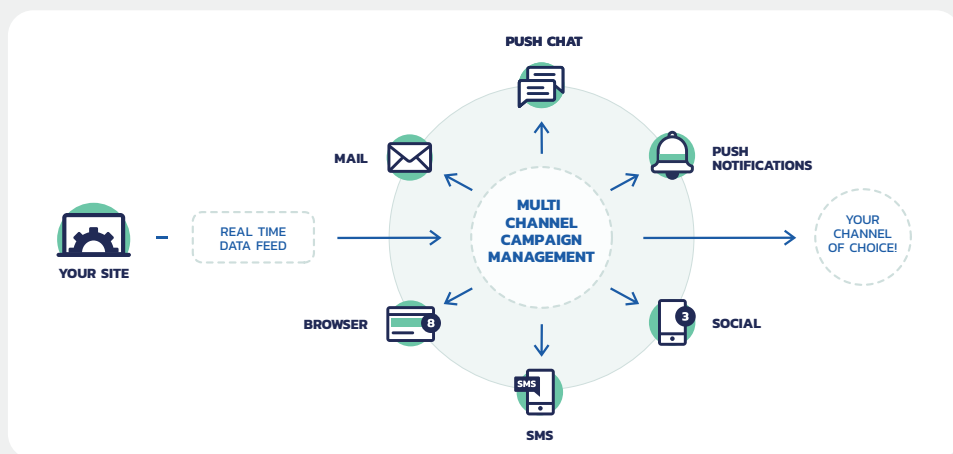 PUSH CHAT
MAIL
PUSH
NOTIFICATIONS
MULTI
CHANNEL
CAMPAIGN
MANAGEMENT
REAL TIME
DATA FEED
YOUR SITE
YOUR
CHANNEL
OF CHOICE!
BROWSER
8
3
SOCIAL
SMS
SMS